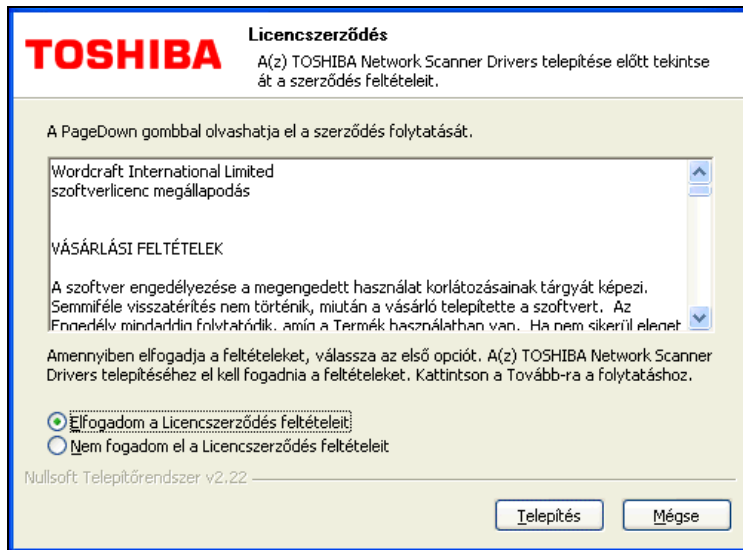 TOSHIBA
Licencszerződés
A(z) TOSHIBA Network Scanner Drivers telepítése előtt tekintse
át a szerződés feltételeit.
A PageDown gombbal olvashatja el a szerződés folytatását.
Wordcraft International Limited
szoftverlicenc megállapodás
VÁSÁRLÁSI FELTÉTELEK
A szoftver engedélyezése a megengedett használat korlátozásainak tárgyát képezi.
Semmiféle visszatérítés nem történik, miután a vásárló telepítette a szoftvert. Az
Engedély mindaddig folytatódik, amíg a Termék használatban van. Ha nem sikerül eleget
Amennyiben elfogadja a feltételeket, válassza az első opciót. A(z) TOSHIBA Network Scanner
Drivers telepítéséhez el kell fogadnia a feltételeket. Kattintson a Tovább-ra a folytatáshoz.
Elfogadom a Licencszerződés feltételeit
Nem fogadom el a Licencszerződés feltételeit
Nullsoft Telepítőrendszer v2.22
Telepítés
Mégse